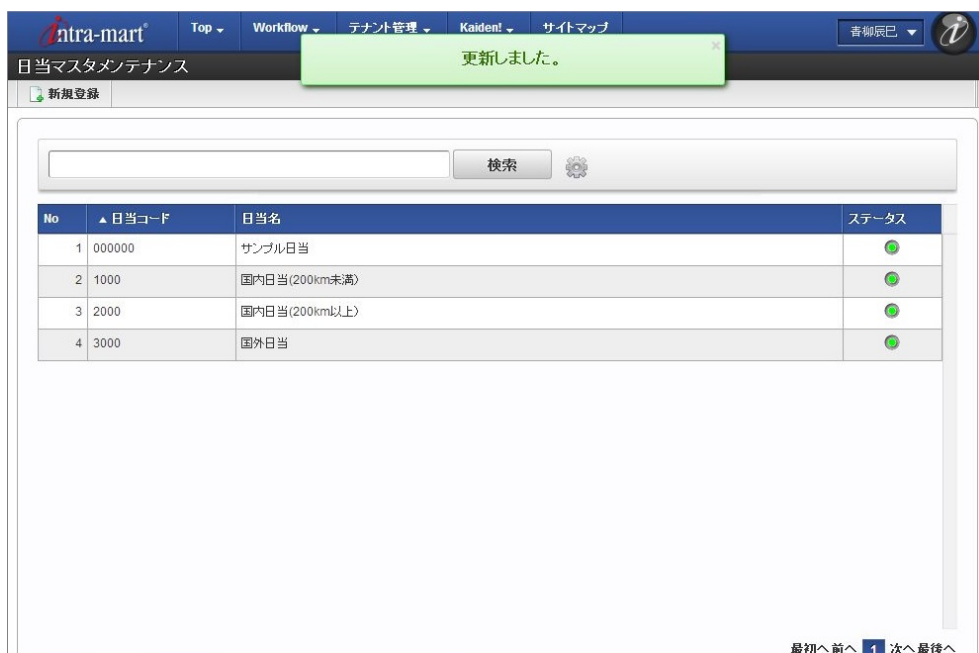 intra-mart® Top Workflow テナント管理 Kaiden! サイトマップ 青柳辰巳
更新しました。 ×
日当マスタメンテナンス
新規登録
検索
No ▲日当コード 日当名 ステータス
1 000000 サンプル日当
2 1000 国内日当(200km未満)
3 2000 国内日当(200km以上)
4 3000 国外日当
最初へ 前へ 1 次へ 最後へ